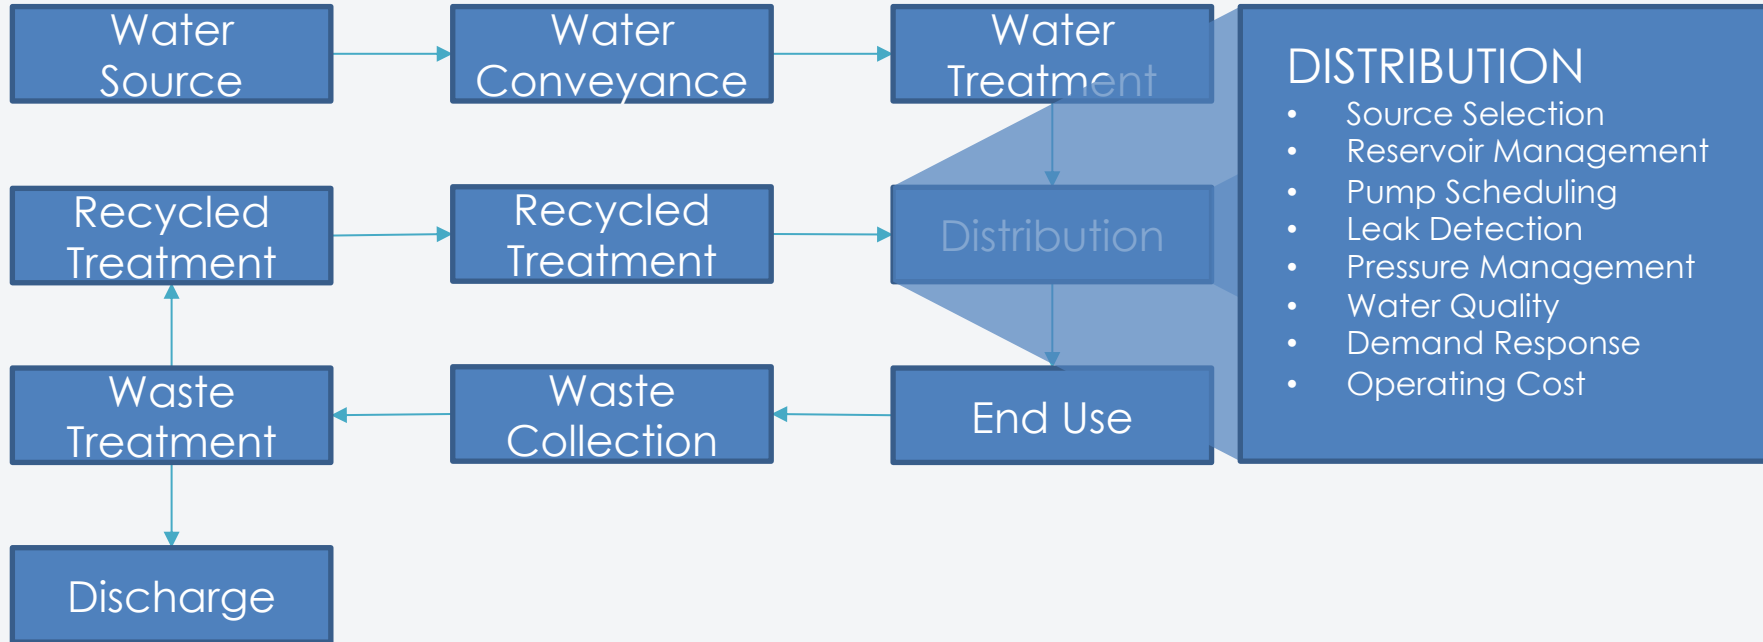 Water
Source
Water
Conveyance
Water
Treatment
Recycled
Treatment
Recycled
Treatment
Distribution
Waste
Treatment
Waste
Collection
End Use
Discharge
DISTRIBUTION
• Source Selection
• Reservoir Management
• Pump Scheduling
• Leak Detection
• Pressure Management
• Water Quality
• Demand Response
• Operating Cost